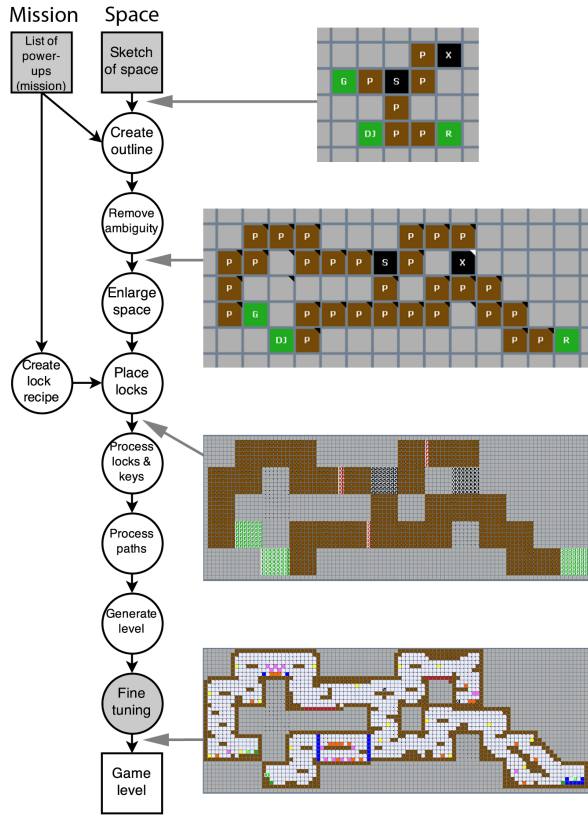 Mission
Space
List of
power-
ups
(mission)
Sketch
of space
Create
outline
Remove
ambiguity
Enlarge
space
Create
lock
recipe
Place
locks
Process
locks &
keys
Process
paths
Generate
level
Fine
tuning
Game
level
P X
G P S P
P
DJ P P R
P P P P P P
P P P P P S P X
P P P P P
P G P P P P P P P P
DJ P P P R